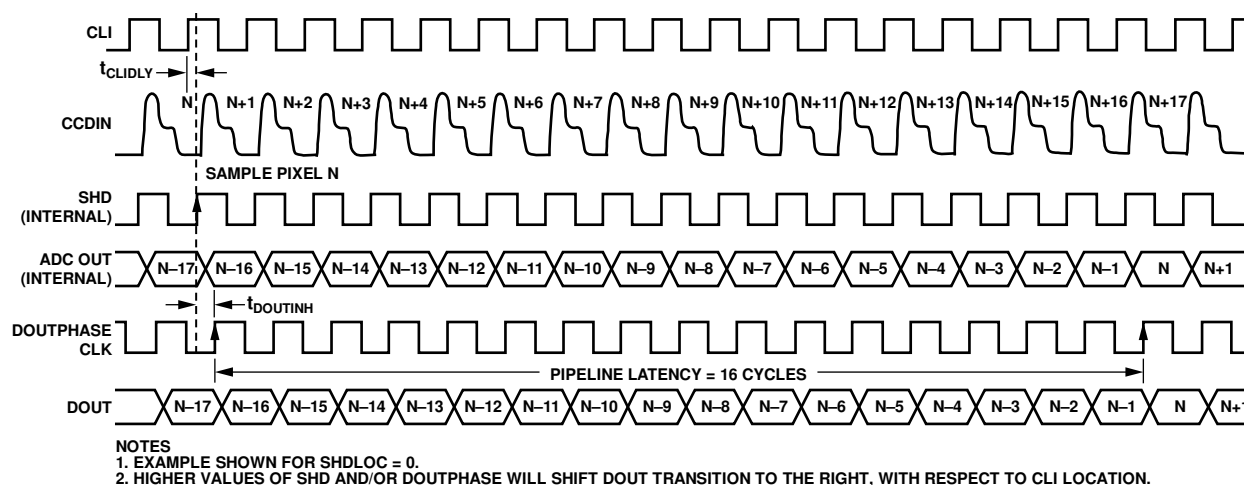 CLI
tCLIDLY
N N+1 N+2 N+3 N+4 N+5 N+6 N+7 N+8 N+9 N+10 N+11 N+12 N+13 N+14 N+15 N+16 N+17
CCDIN
SAMPLE PIXEL N
SHD
(INTERNAL)
ADC OUT
(INTERNAL)
N–17 N–16 N–15 N–14 N–13 N–12 N–11 N–10 N–9 N–8 N–7 N–6 N–5 N–4 N–3 N–2 N–1 N N+1
tDOUTINH
DOUTPHASE
CLK
PIPELINE LATENCY = 16 CYCLES
DOUT
N–17 N–16 N–15 N–14 N–13 N–12 N–11 N–10 N–9 N–8 N–7 N–6 N–5 N–4 N–3 N–2 N–1 N N+1
NOTES
1. EXAMPLE SHOWN FOR SHDLOC = 0.
2. HIGHER VALUES OF SHD AND/OR DOUTPHASE WILL SHIFT DOUT TRANSITION TO THE RIGHT, WITH RESPECT TO CLI LOCATION.